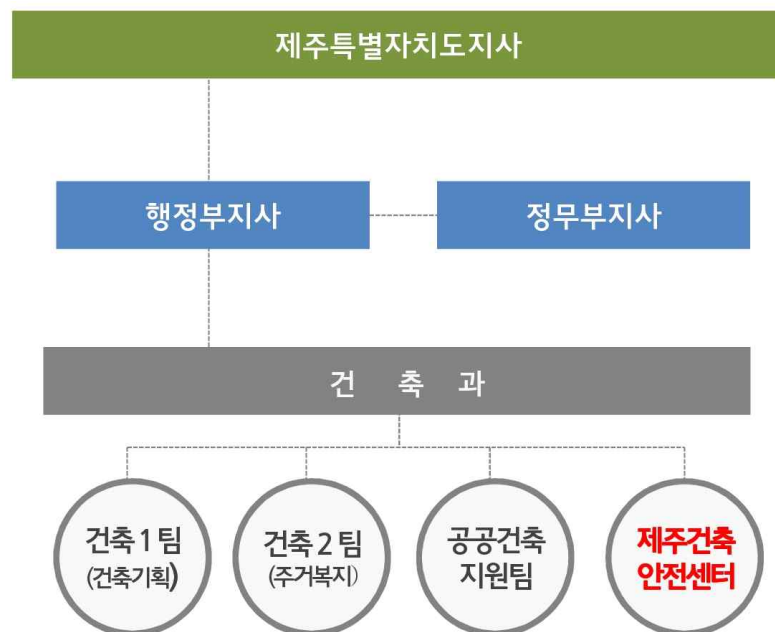 제주특별자치도지사
행정부지사
정무부지사
건 축 과
건축 1 팀
(건축기획)
건축 2 팀
(주거복지)
공공건축
지원팀
제주건축
안전센터